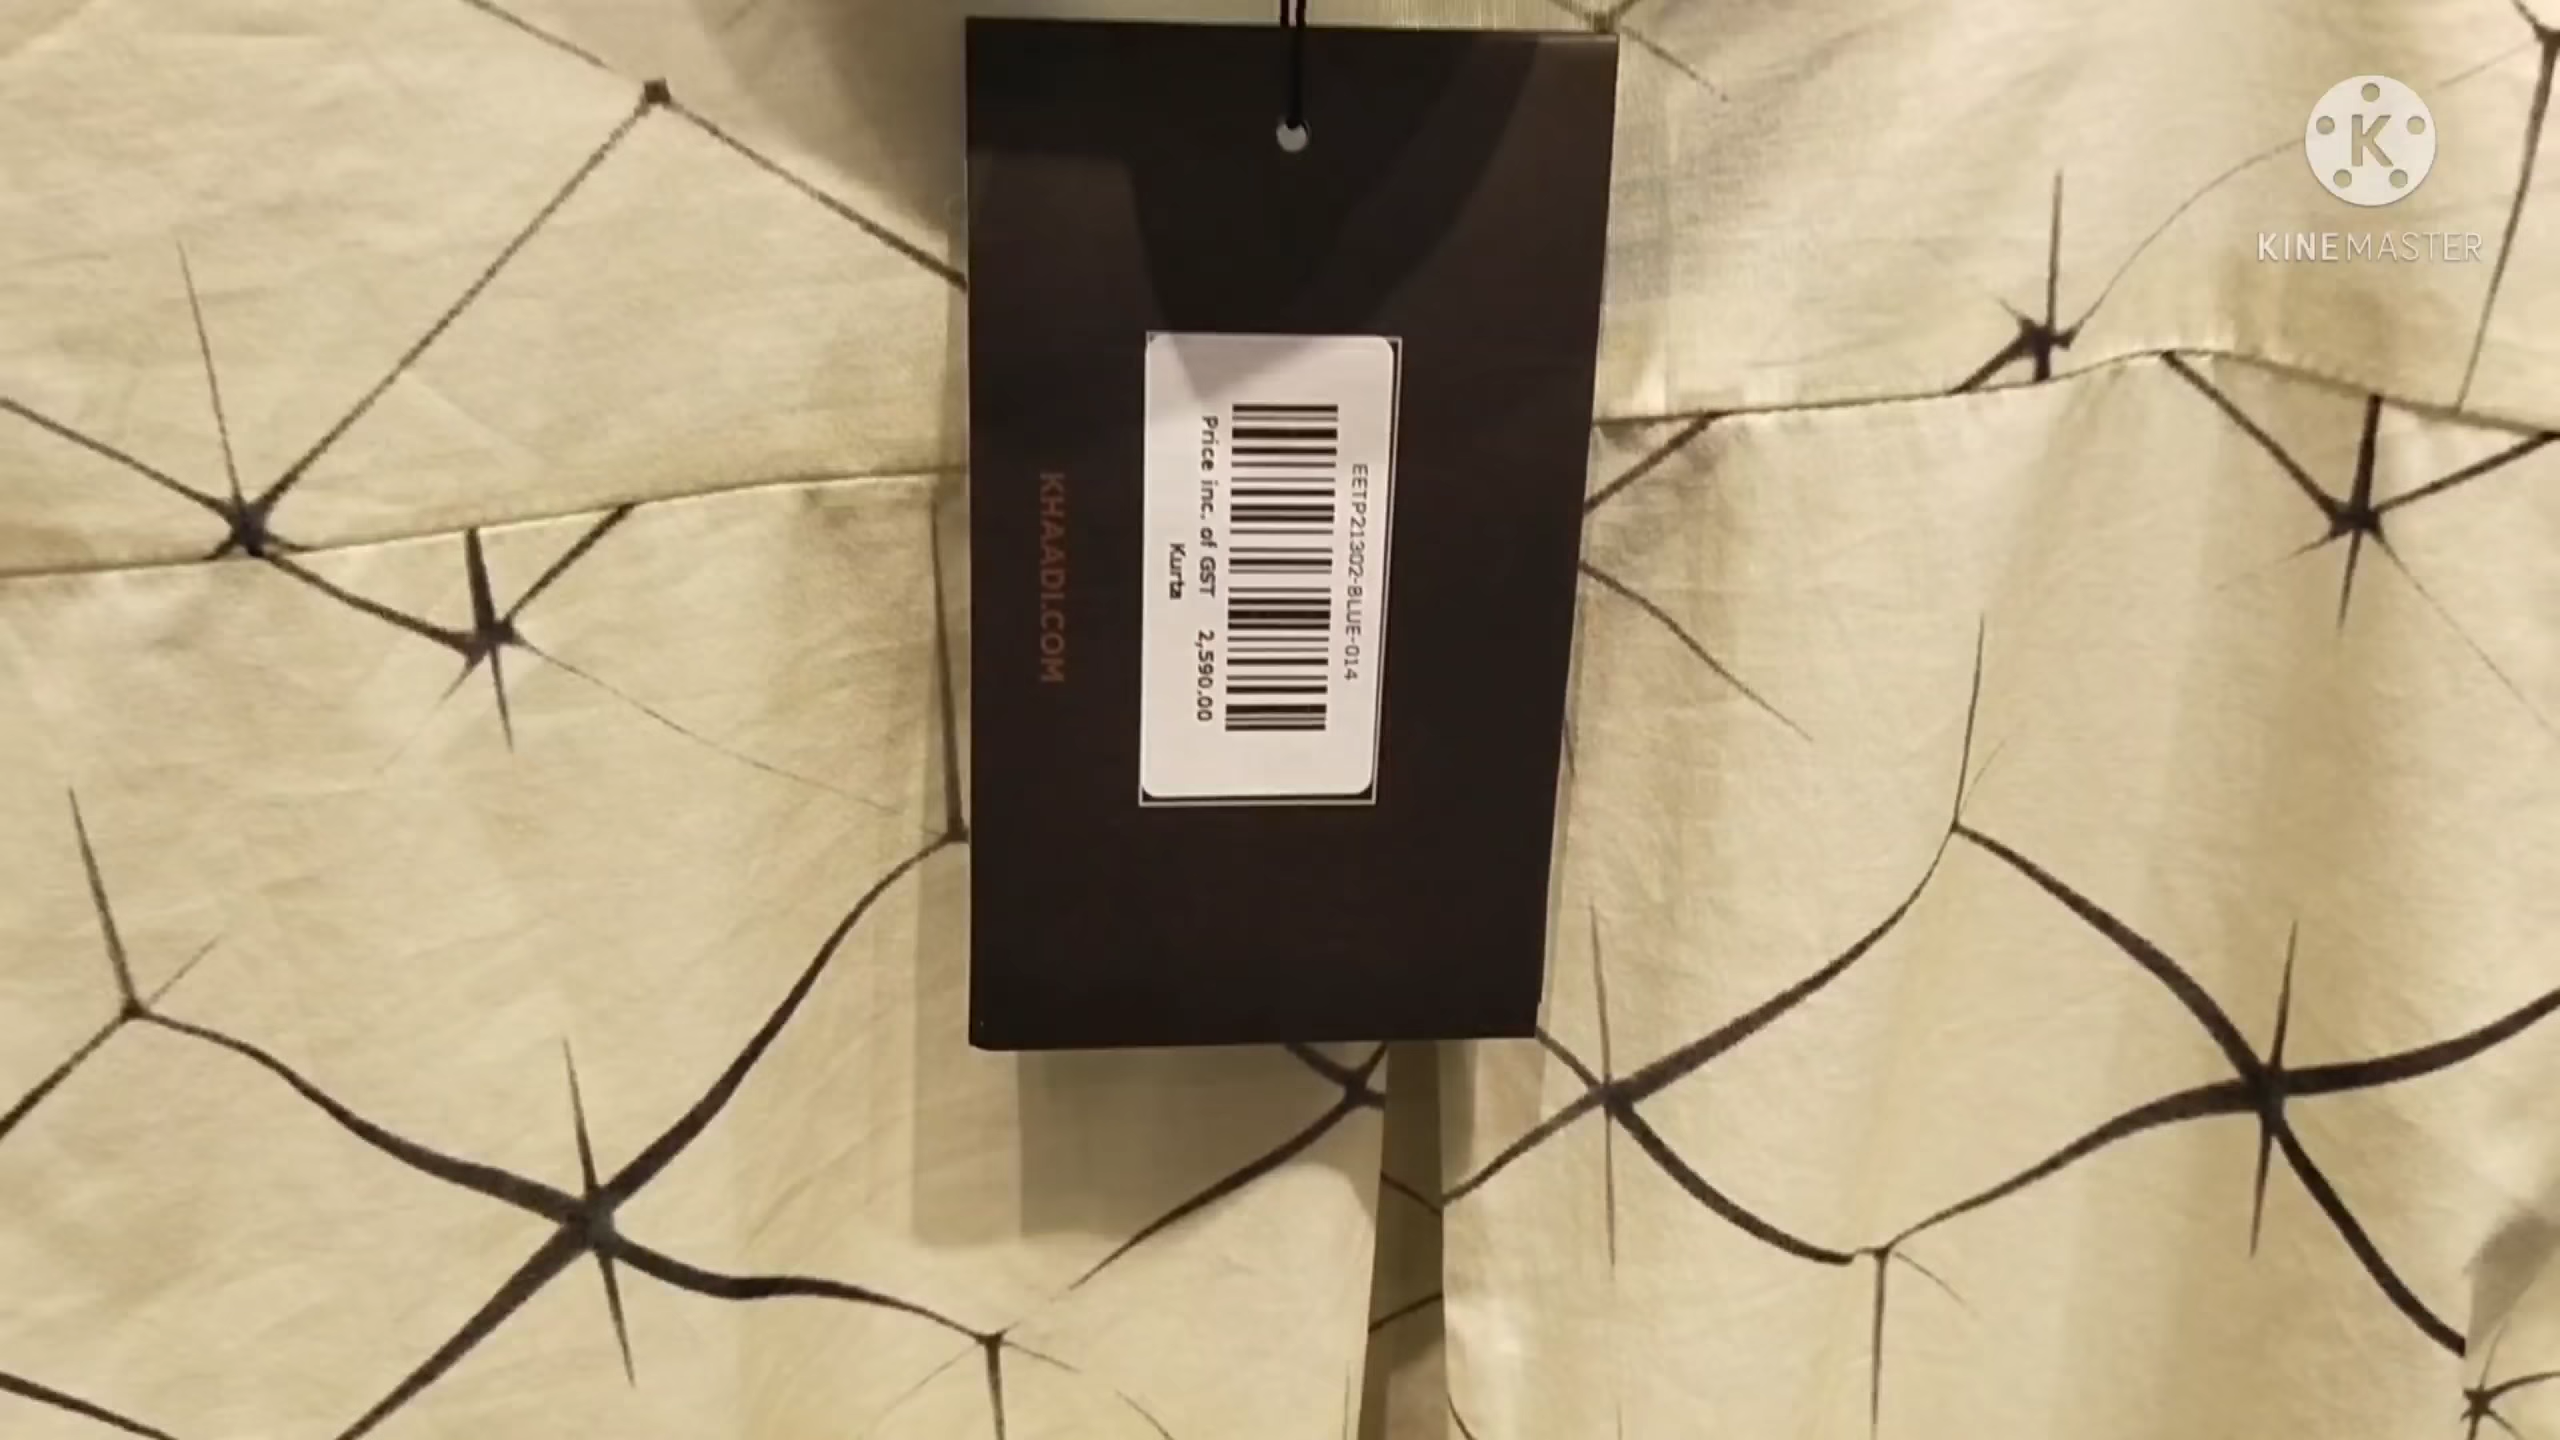 EETP21302-BLUE-014
Price inc. of GST 2,590.00
Kurta
KHAADI.COM
K
KINEMASTER